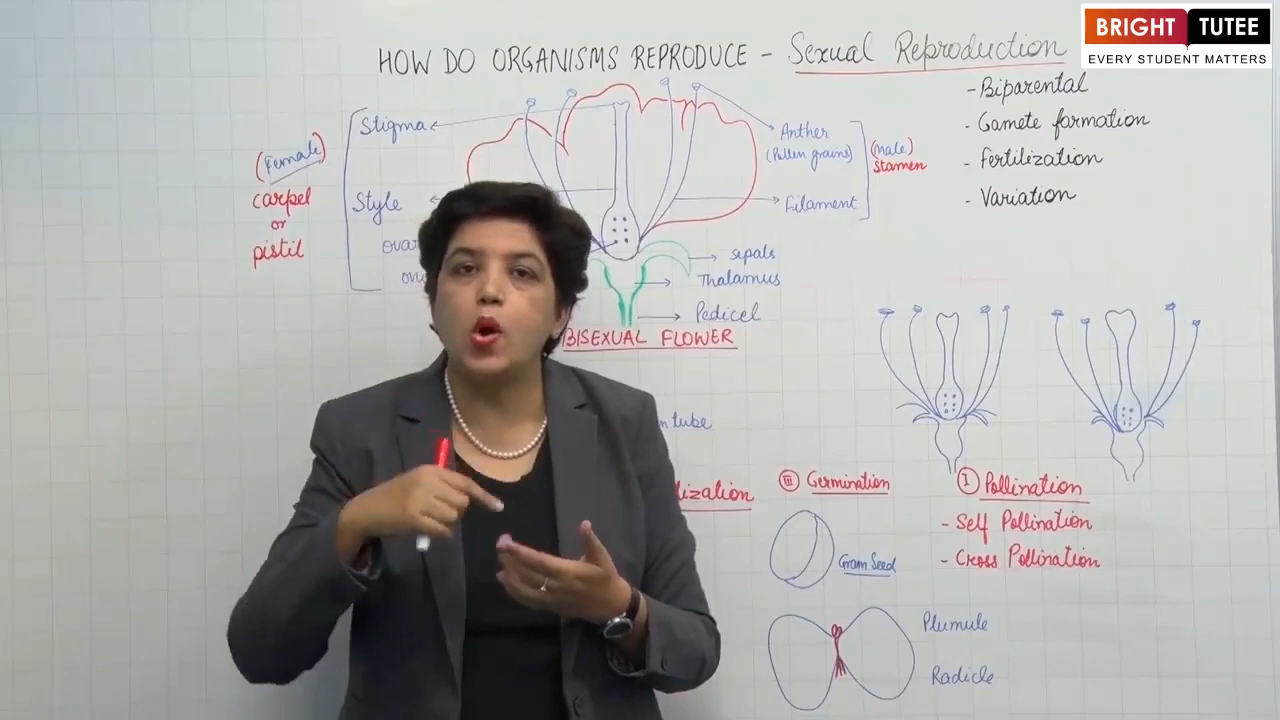 BRIGHT TUTEE
EVERY STUDENT MATTERS
HOW DO ORGANISMS REPRODUCE - Sexual Reproduction
- Biparental
- Gamete formation
- Fertilization
- Variation
Stigma
(Female)
carpel
or
pistil
Style
Anther
(Pollen grains)
(male)
stamen
Filament
sepals
Thalamus
Pedicel
BISEXUAL FLOWER
tube
III Germination
Gram Seed
Plumule
Radicle
I Pollination
- Self Pollination
- Cross Pollination